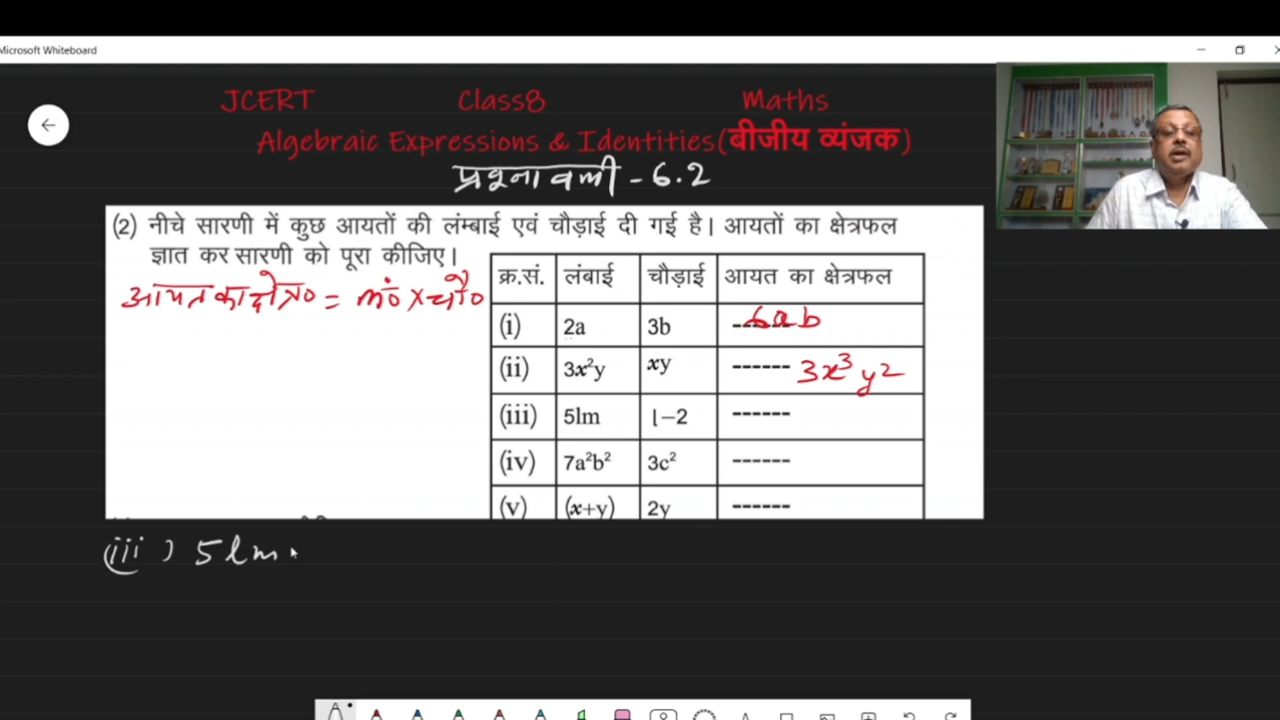 Microsoft Whiteboard
JCERT Class8 Maths
Algebraic Expressions & Identities(बीजीय व्यंजक)
प्रश्नावली - 6.2
(2) नीचे सारणी में कुछ आयतों की लंम्बाई एवं चौड़ाई दी गई है। आयतों का क्षेत्रफल
ज्ञात कर सारणी को पूरा कीजिए।
आयत का क्षेत्र० = लं० × चौ०
क्र.सं. लंबाई चौड़ाई आयत का क्षेत्रफल
(i) 2a 3b ------ 6ab
(ii) 3x²y xy ------ 3x³y²
(iii) 5lm l-2 ------
(iv) 7a²b² 3c² ------
(v) (x+y) 2y ------
(iii) 5lm